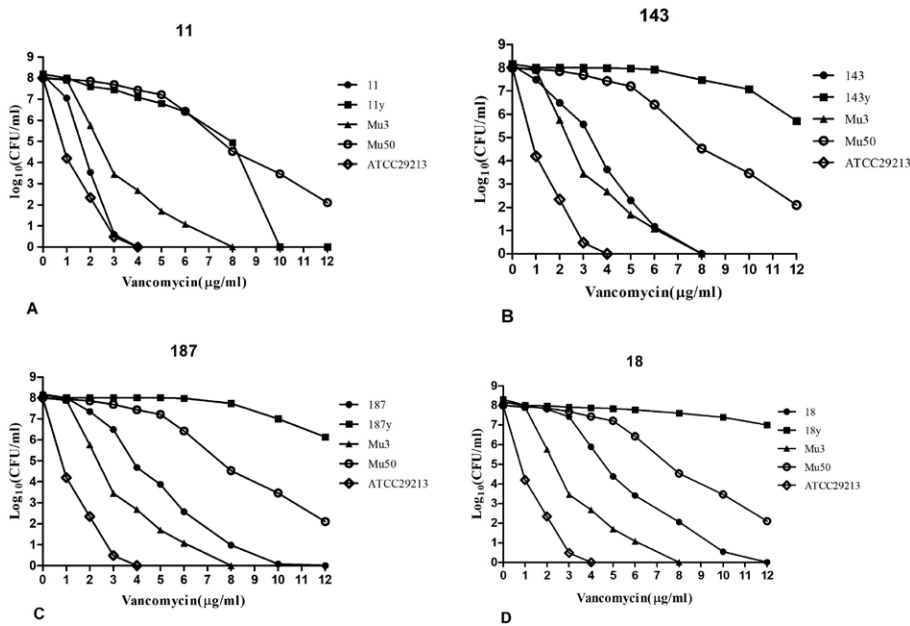 11
log10(CFU/ml)
9
8
7
6
5
4
3
2
1
0
0 1 2 3 4 5 6 7 8 9 10 11 12
Vancomycin(μg/ml)
11
11y
Mu3
Mu50
ATCC29213
A
143
Log10(CFU/ml)
9
8
7
6
5
4
3
2
1
0
0 1 2 3 4 5 6 7 8 9 10 11 12
Vancomycin(μg/ml)
143
143y
Mu3
Mu50
ATCC29213
B
187
Log10(CFU/ml)
9
8
7
6
5
4
3
2
1
0
0 1 2 3 4 5 6 7 8 9 10 11 12
Vancomycin(μg/ml)
187
187y
Mu3
Mu50
ATCC29213
C
18
Log10(CFU/ml)
9
8
7
6
5
4
3
2
1
0
0 1 2 3 4 5 6 7 8 9 10 11 12
Vancomycin(μg/ml)
18
18y
Mu3
Mu50
ATCC29213
D